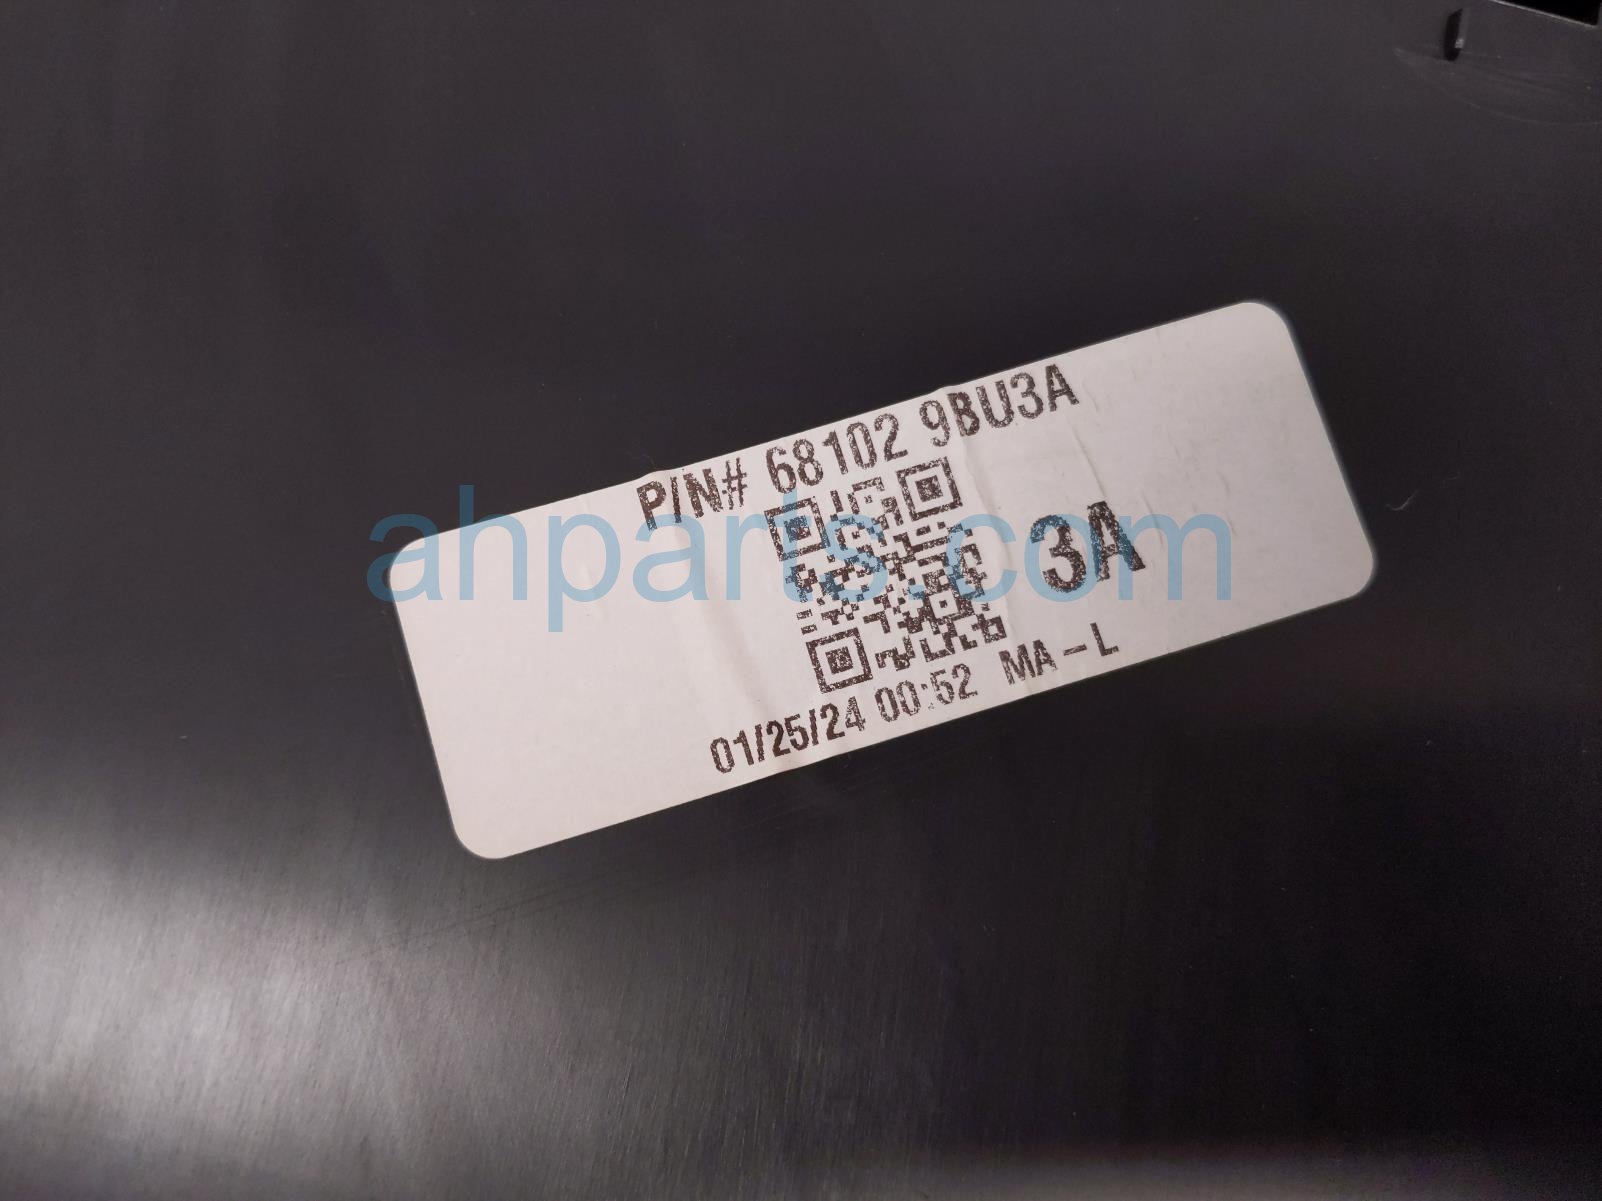 P/N# 68102 9BU3A
3A
01/25/24 00:52 MA-L
ahparts.com